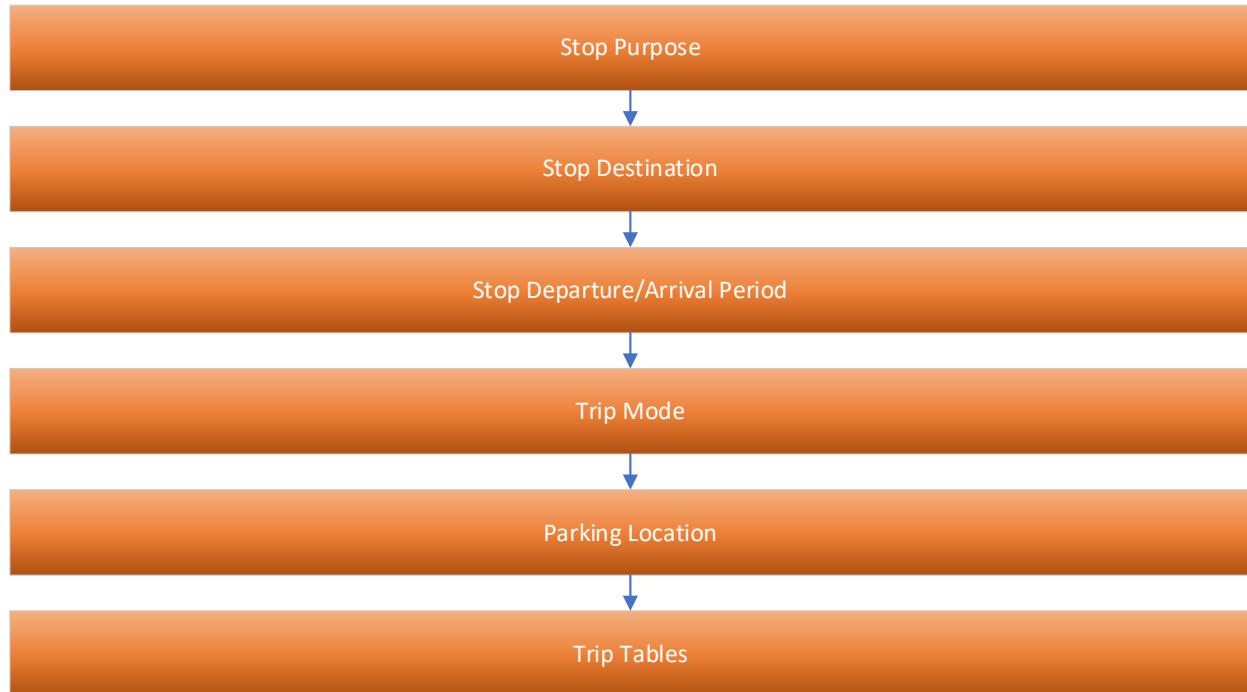 Stop Purpose
Stop Destination
Stop Departure/Arrival Period
Trip Mode
Parking Location
Trip Tables